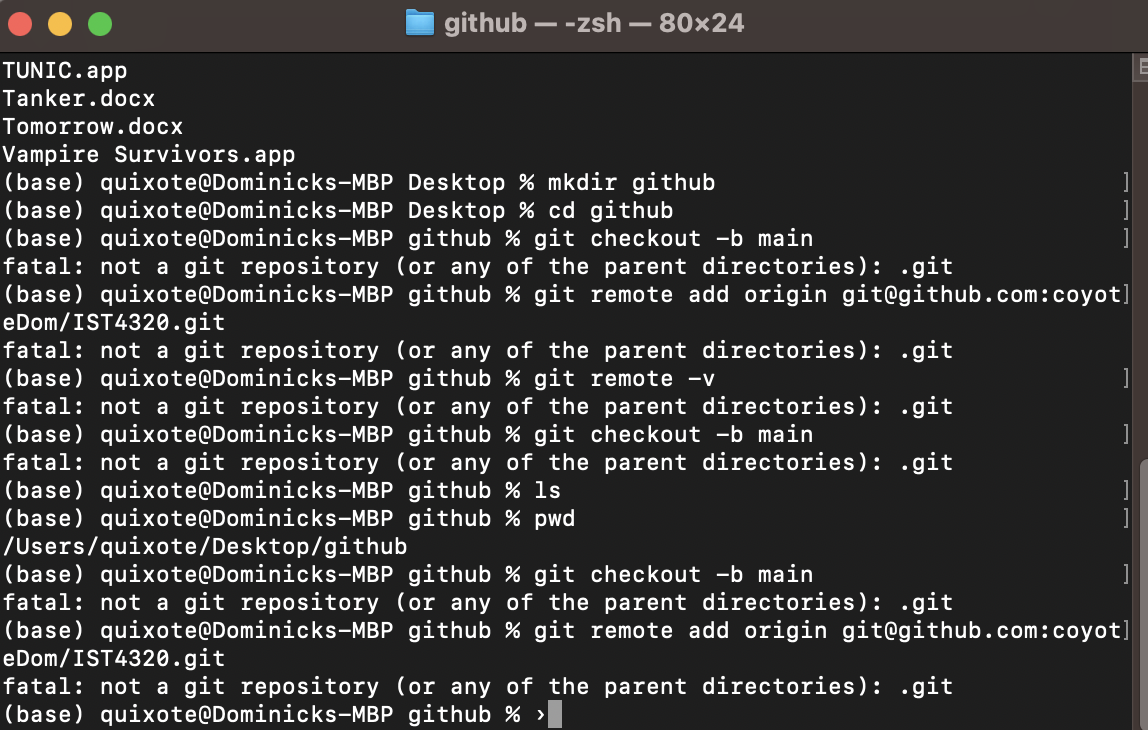 github — -zsh — 80×24
TUNIC.app
Tanker.docx
Tomorrow.docx
Vampire Survivors.app
(base) quixote@Dominicks-MBP Desktop % mkdir github ]
(base) quixote@Dominicks-MBP Desktop % cd github ]
(base) quixote@Dominicks-MBP github % git checkout -b main ]
fatal: not a git repository (or any of the parent directories): .git
(base) quixote@Dominicks-MBP github % git remote add origin git@github.com:coyot]
eDom/IST4320.git
fatal: not a git repository (or any of the parent directories): .git
(base) quixote@Dominicks-MBP github % git remote -v ]
fatal: not a git repository (or any of the parent directories): .git
(base) quixote@Dominicks-MBP github % git checkout -b main ]
fatal: not a git repository (or any of the parent directories): .git
(base) quixote@Dominicks-MBP github % ls ]
(base) quixote@Dominicks-MBP github % pwd ]
/Users/quixote/Desktop/github
(base) quixote@Dominicks-MBP github % git checkout -b main ]
fatal: not a git repository (or any of the parent directories): .git
(base) quixote@Dominicks-MBP github % git remote add origin git@github.com:coyot]
eDom/IST4320.git
fatal: not a git repository (or any of the parent directories): .git
(base) quixote@Dominicks-MBP github % ›